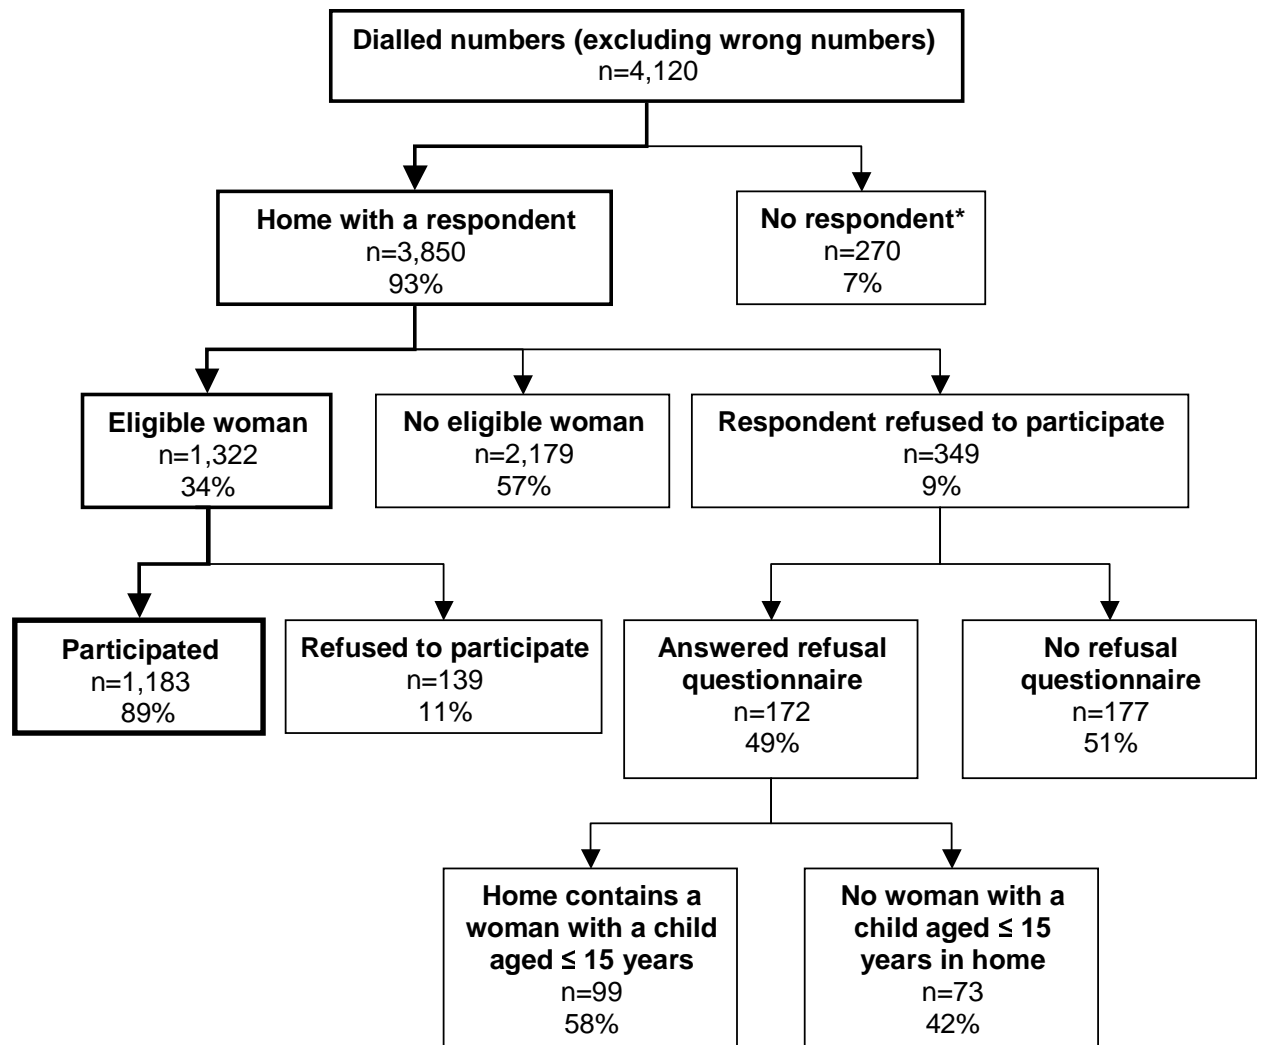 Dialled numbers (excluding wrong numbers)
n=4,120
Home with a respondent
n=3,850
93%
No respondent*
n=270
7%
Eligible woman
n=1,322
34%
No eligible woman
n=2,179
57%
Respondent refused to participate
n=349
9%
Participated
n=1,183
89%
Refused to participate
n=139
11%
Answered refusal
questionnaire
n=172
49%
No refusal
questionnaire
n=177
51%
Home contains a
woman with a child
aged ≤ 15 years
n=99
58%
No woman with a
child aged ≤ 15
years in home
n=73
42%